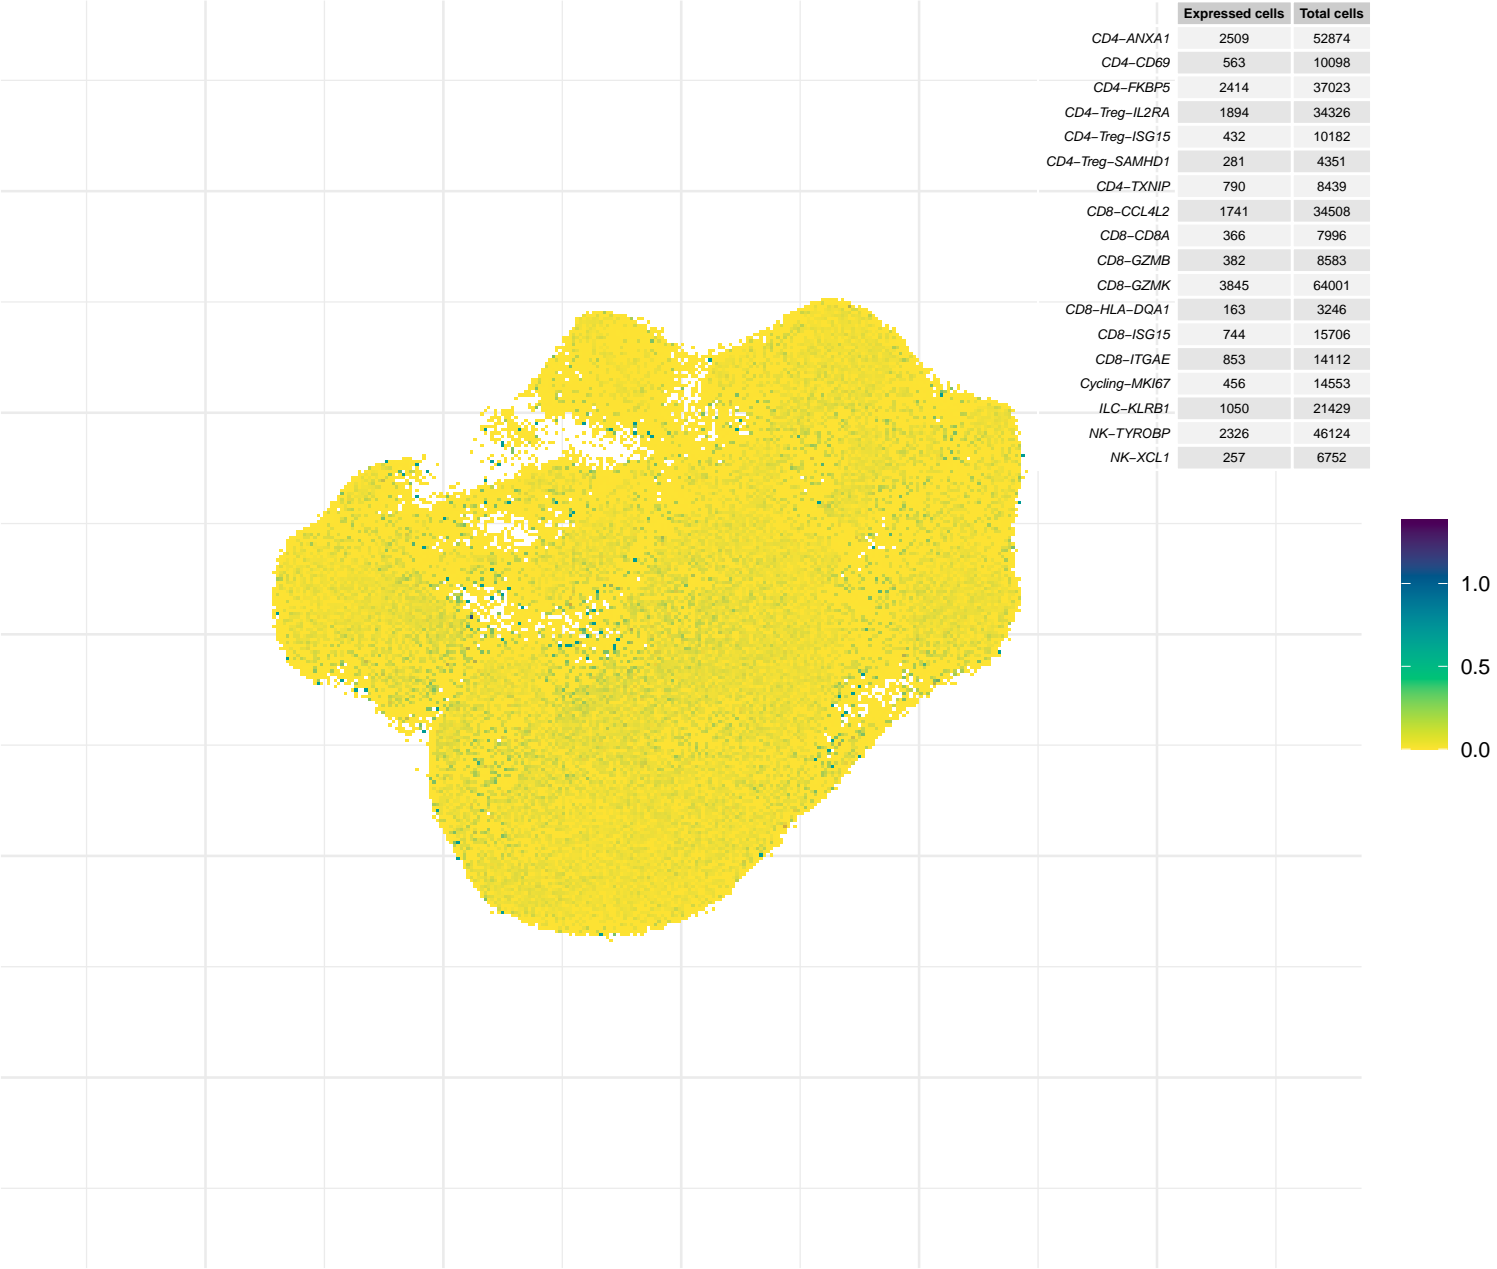 Expressed cells Total cells
CD4−ANXA1 2509 52874
CD4−CD69 563 10098
CD4−FKBP5 2414 37023
CD4−Treg−IL2RA 1894 34326
CD4−Treg−ISG15 432 10182
CD4−Treg−SAMHD1 281 4351
CD4−TXNIP 790 8439
CD8−CCL4L2 1741 34508
CD8−CD8A 366 7996
CD8−GZMB 382 8583
CD8−GZMK 3845 64001
CD8−HLA−DQA1 163 3246
CD8−ISG15 744 15706
CD8−ITGAE 853 14112
Cycling−MKI67 456 14553
ILC−KLRB1 1050 21429
NK−TYROBP 2326 46124
NK−XCL1 257 6752
1.0
0.5
0.0